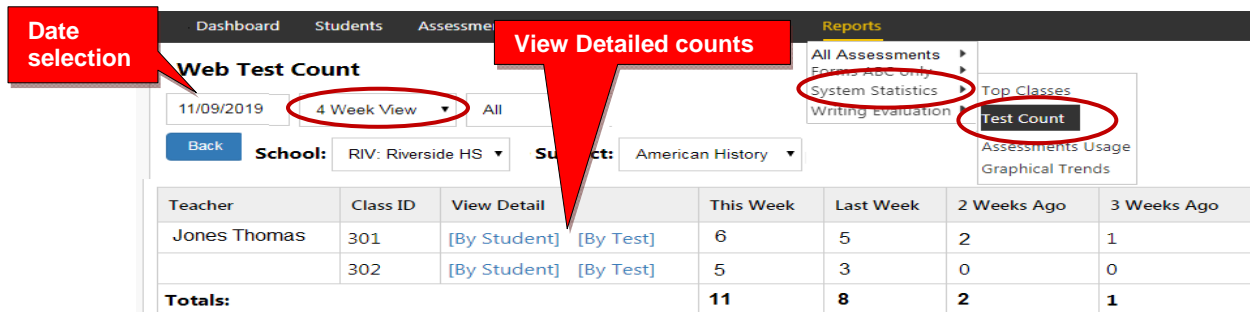 Date
selection
Dashboard Students Assessme Reports
View Detailed counts
Web Test Count
All Assessments
Forms ABC only
System Statistics
Writing Evaluation
Top Classes
Test Count
Assessments Usage
Graphical Trends
11/09/2019 4 Week View All
Back School: RIV: Riverside HS Su ct: American History
Teacher Class ID View Detail This Week Last Week 2 Weeks Ago 3 Weeks Ago
Jones Thomas 301 [By Student] [By Test] 6 5 2 1
302 [By Student] [By Test] 5 3 0 0
Totals: 11 8 2 1